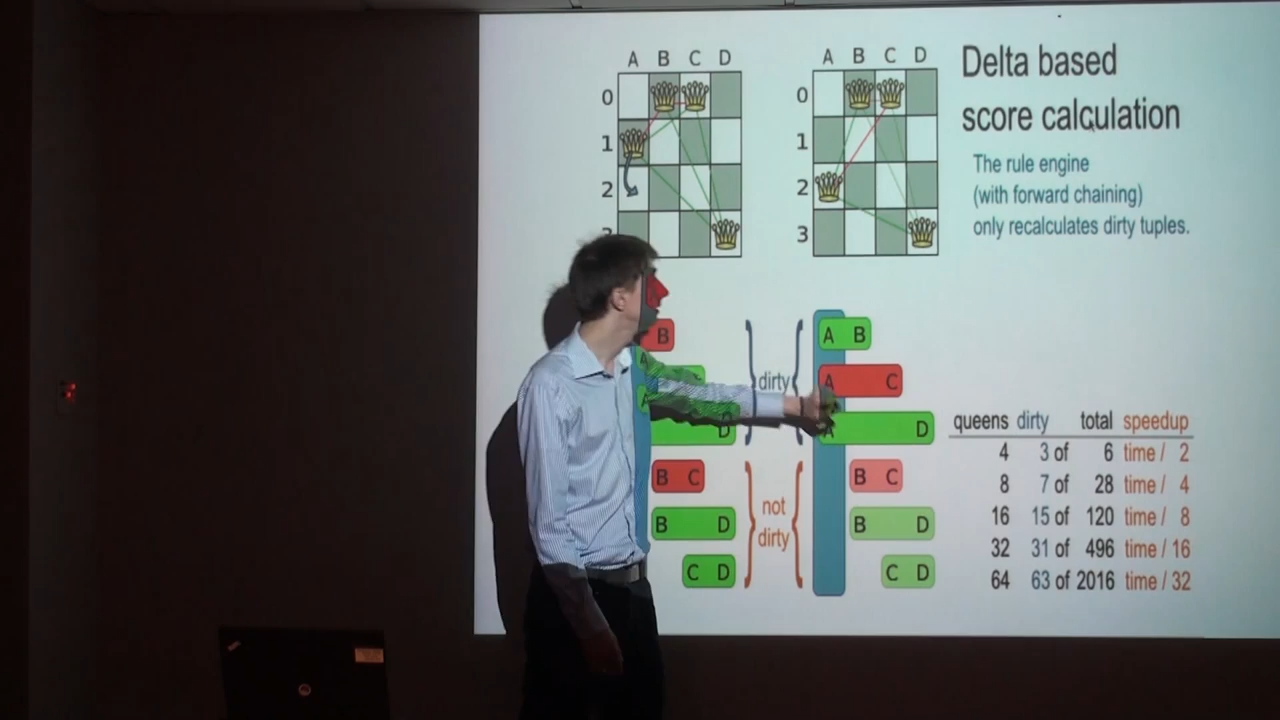 A B C D
0
1
2
3
A B C D
0
1
2
3
Delta based
score calculation
The rule engine
(with forward chaining)
only recalculates dirty tuples.
B
A
A
D
B C
B D
C D
dirty
not
dirty
A B
A C
A D
B C
B D
C D
queens dirty total speedup
4 3 of 6 time / 2
8 7 of 28 time / 4
16 15 of 120 time / 8
32 31 of 496 time / 16
64 63 of 2016 time / 32